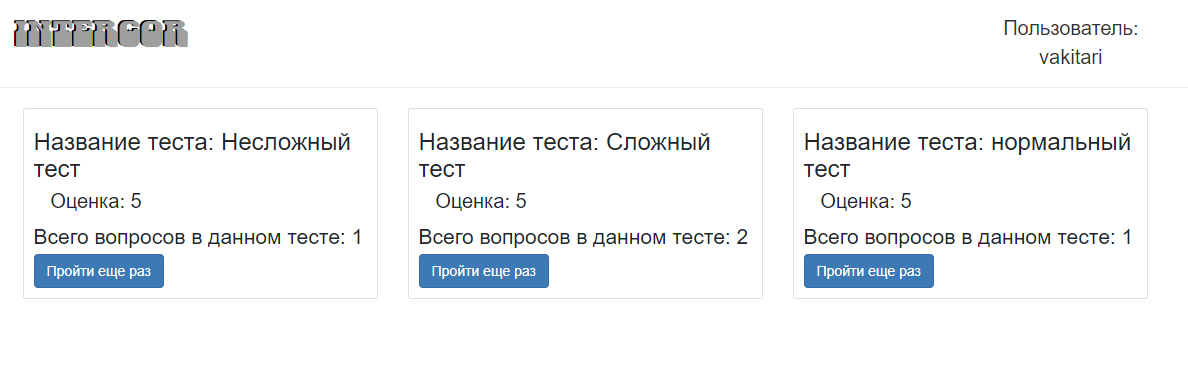 INTERCOR
Пользователь:
vakitari
Название теста: Несложный
тест
Оценка: 5
Всего вопросов в данном тесте: 1
Пройти еще раз
Название теста: Сложный
тест
Оценка: 5
Всего вопросов в данном тесте: 2
Пройти еще раз
Название теста: нормальный
тест
Оценка: 5
Всего вопросов в данном тесте: 1
Пройти еще раз